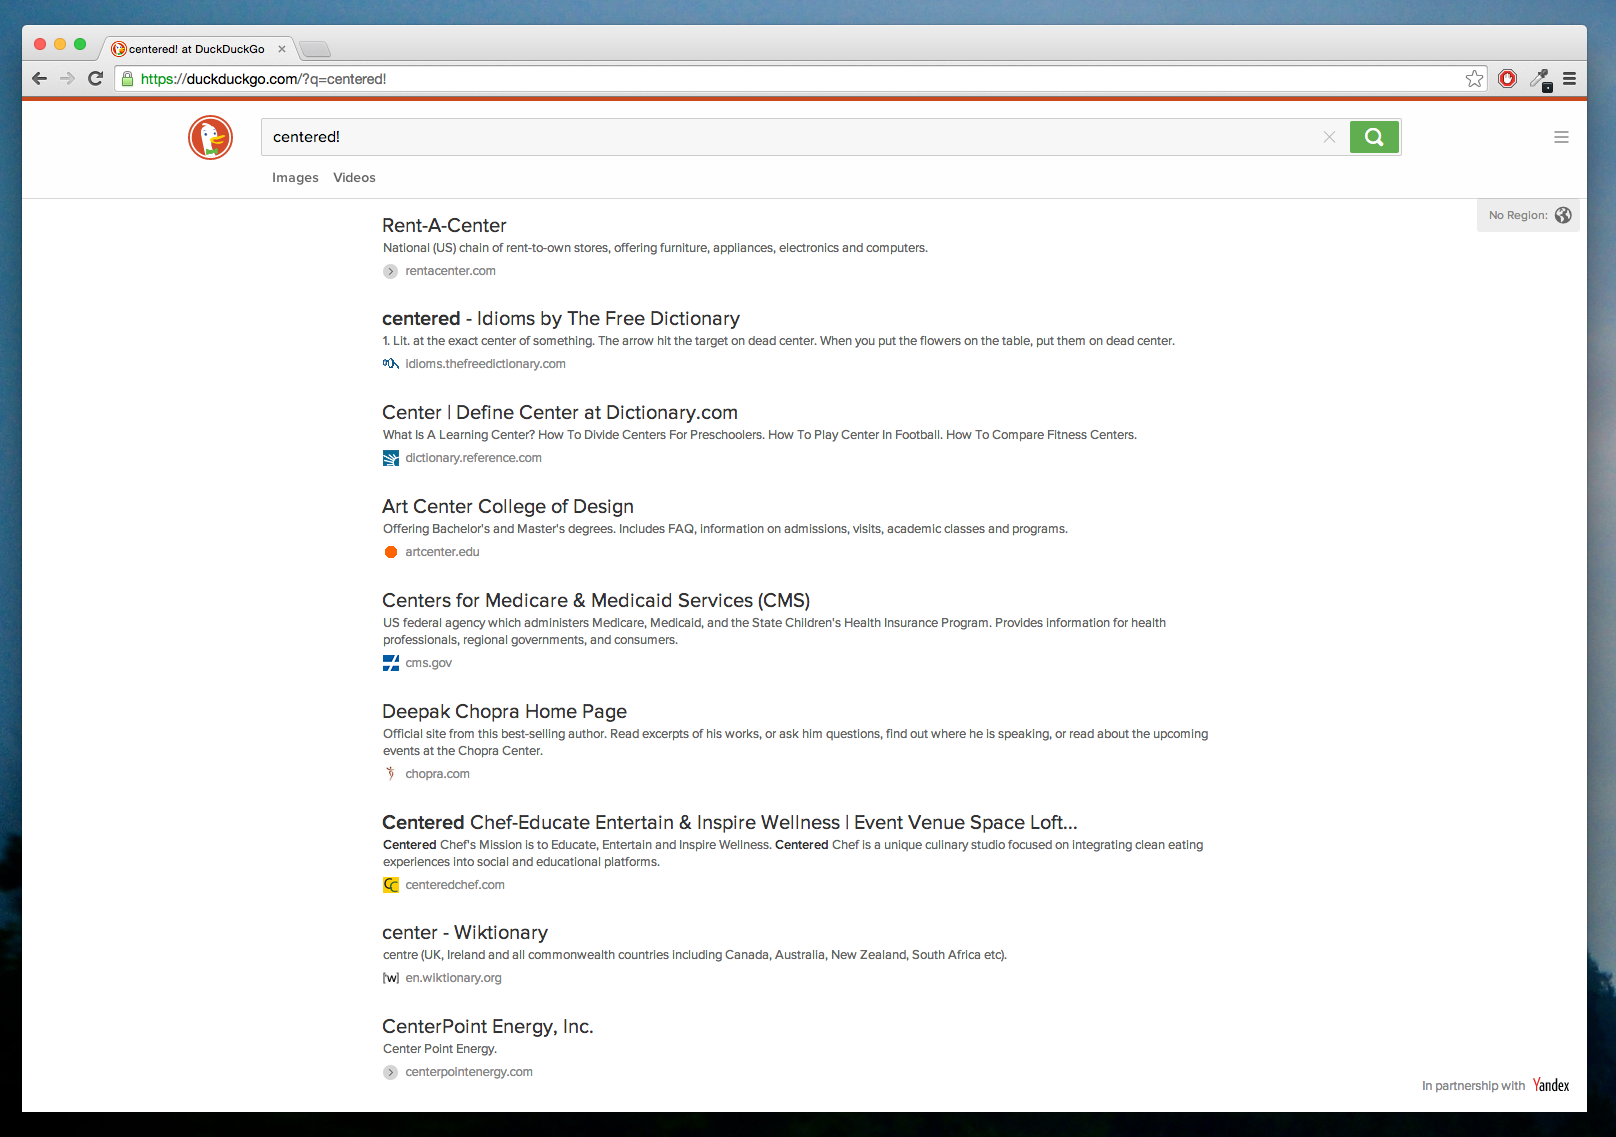 centered! at DuckDuckGo
https://duckduckgo.com/?q=centered!
centered!
Images Videos
No Region:
Rent-A-Center
National (US) chain of rent-to-own stores, offering furniture, appliances, electronics and computers.
rentacenter.com
centered - Idioms by The Free Dictionary
1. Lit. at the exact center of something. The arrow hit the target on dead center. When you put the flowers on the table, put them on dead center.
idioms.thefreedictionary.com
Center | Define Center at Dictionary.com
What Is A Learning Center? How To Divide Centers For Preschoolers. How To Play Center In Football. How To Compare Fitness Centers.
dictionary.reference.com
Art Center College of Design
Offering Bachelor's and Master's degrees. Includes FAQ, information on admissions, visits, academic classes and programs.
artcenter.edu
Centers for Medicare & Medicaid Services (CMS)
US federal agency which administers Medicare, Medicaid, and the State Children's Health Insurance Program. Provides information for health
professionals, regional governments, and consumers.
cms.gov
Deepak Chopra Home Page
Official site from this best-selling author. Read excerpts of his works, or ask him questions, find out where he is speaking, or read about the upcoming
events at the Chopra Center.
chopra.com
Centered Chef-Educate Entertain & Inspire Wellness | Event Venue Space Loft...
Centered Chef's Mission is to Educate, Entertain and Inspire Wellness. Centered Chef is a unique culinary studio focused on integrating clean eating
experiences into social and educational platforms.
CC centeredchef.com
center - Wiktionary
centre (UK, Ireland and all commonwealth countries including Canada, Australia, New Zealand, South Africa etc).
['w] en.wiktionary.org
CenterPoint Energy, Inc.
Center Point Energy.
centerpointenergy.com
In partnership with Yandex